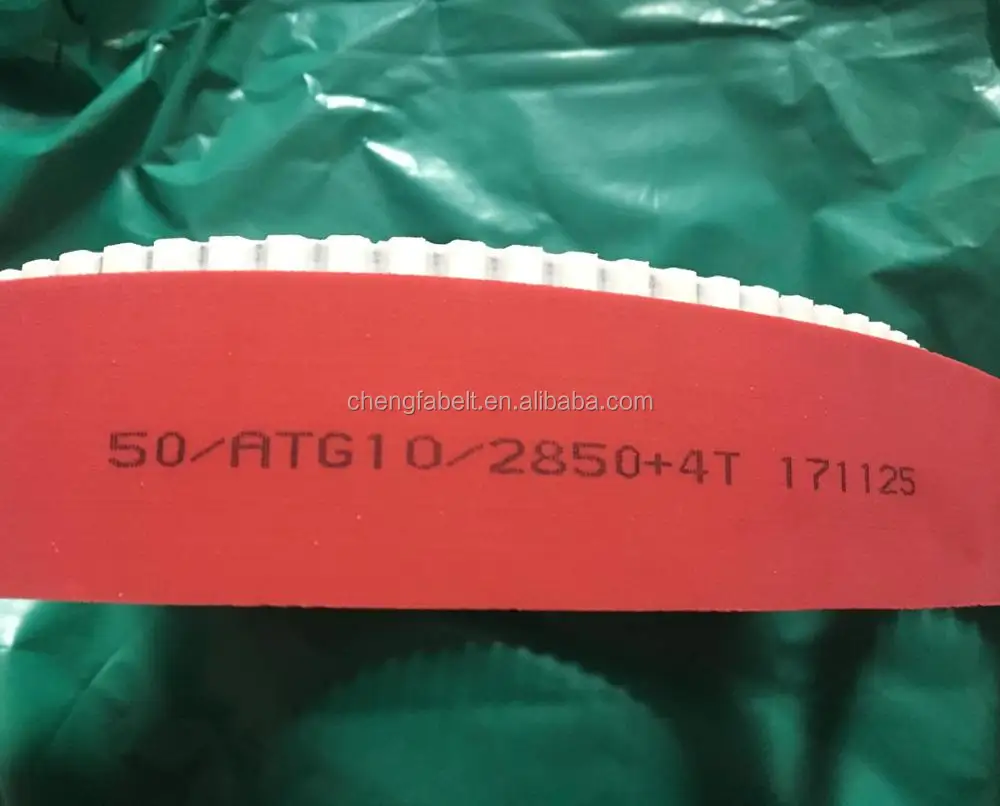 chengfabelt.en.alibaba.com
50/ATG10/2850+4T 171125